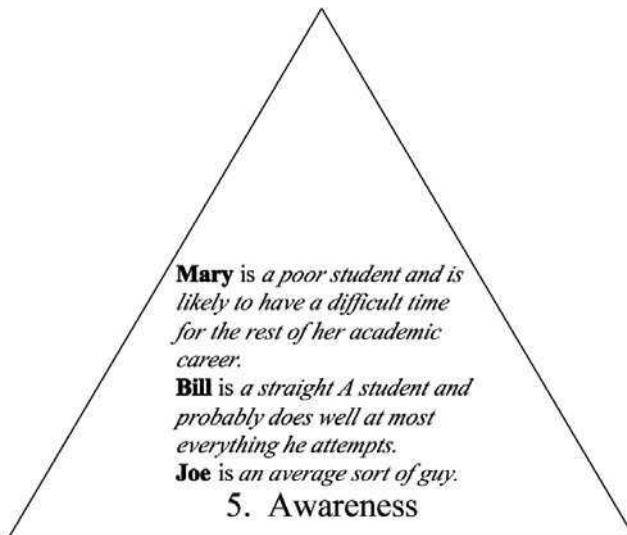 Mary is a poor student and is
likely to have a difficult time
for the rest of her academic
career.
Bill is a straight A student and
probably does well at most
everything he attempts.
Joe is an average sort of guy.
5. Awareness